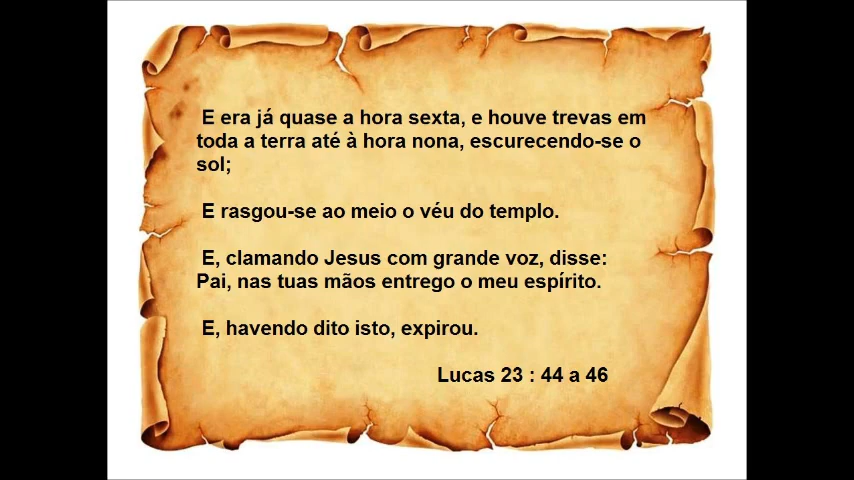 E era já quase a hora sexta, e houve trevas em
toda a terra até à hora nona, escurecendo-se o
sol;
E rasgou-se ao meio o véu do templo.
E, clamando Jesus com grande voz, disse:
Pai, nas tuas mãos entrego o meu espírito.
E, havendo dito isto, expirou.
Lucas 23 : 44 a 46